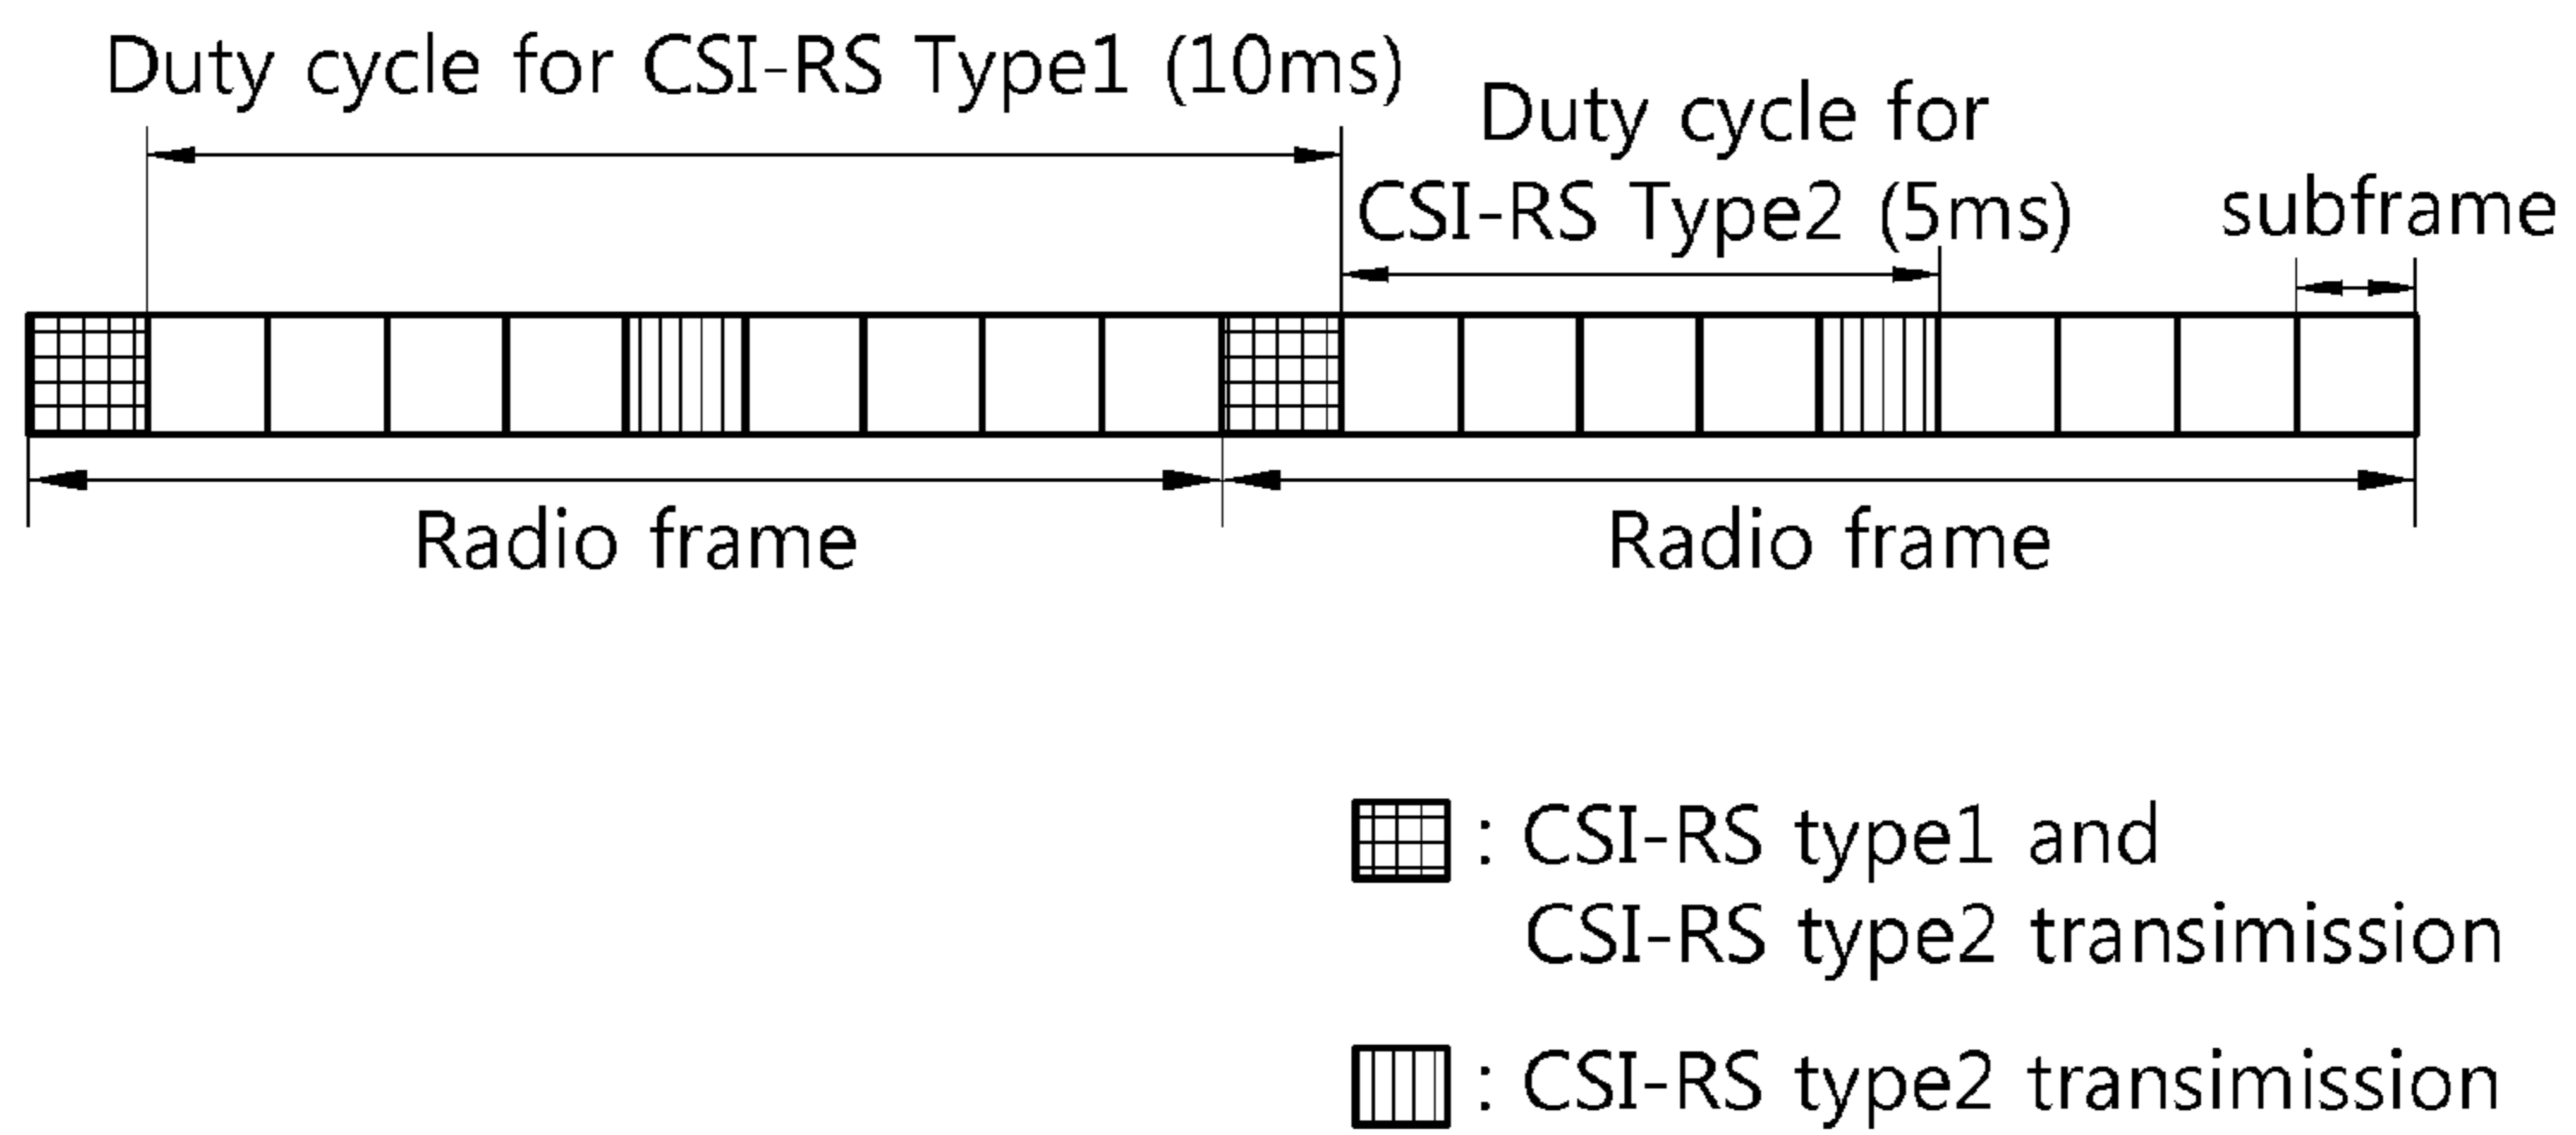 Duty cycle for CSI-RS Type1 (10ms)
Duty cycle for
CSI-RS Type2 (5ms)
subframe
Radio frame
Radio frame
: CSI-RS type1 and
CSI-RS type2 transimission
: CSI-RS type2 transimission